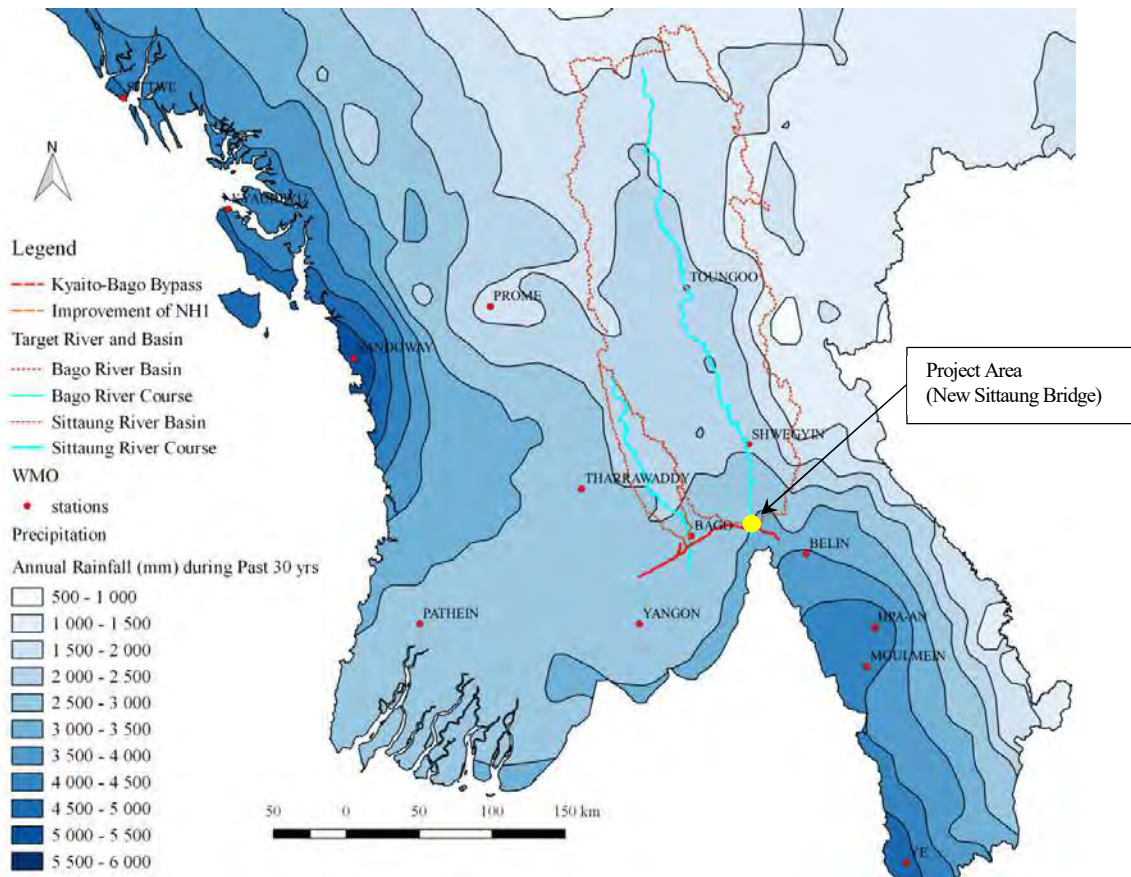 SITTWE
N
KYAUKPYU
Legend
Kyaito-Bago Bypass
Improvement of NH1
Target River and Basin
Bago River Basin
Bago River Course
Sittaung River Basin
Sittaung River Course
WMO
stations
Precipitation
Annual Rainfall (mm) during Past 30 yrs
500 - 1 000
1 000 - 1 500
1 500 - 2 000
2 000 - 2 500
2 500 - 3 000
3 000 - 3 500
3 500 - 4 000
4 000 - 4 500
4 500 - 5 000
5 000 - 5 500
5 500 - 6 000
TOUNGOO
PROME
SANDOWAY
Project Area
(New Sittaung Bridge)
SHWEGYIN
THARRAWADDY
BAGO
BELIN
PATHEIN
YANGON
HPA-AN
MOULMEIN
YE
50 0 50 100 150 km